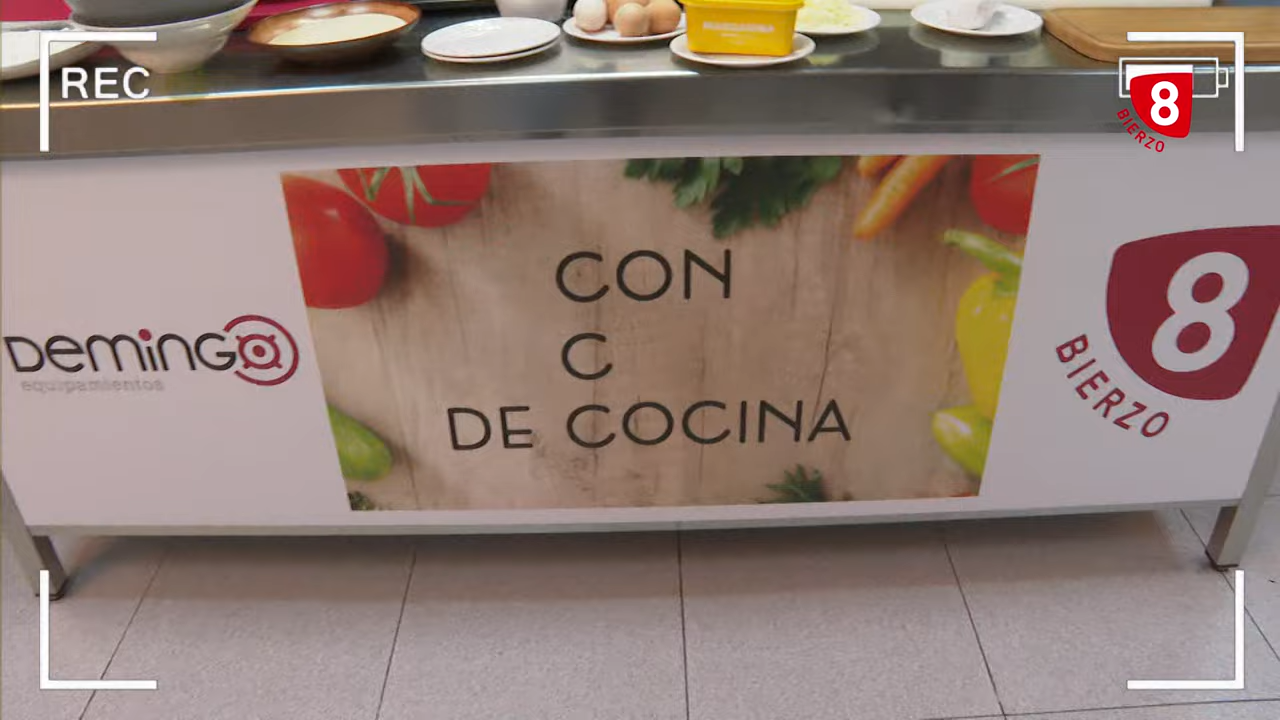 REC
8
BIERZO
CON
C
DE COCINA
DEMINGO
equipamientos
8
BIERZO